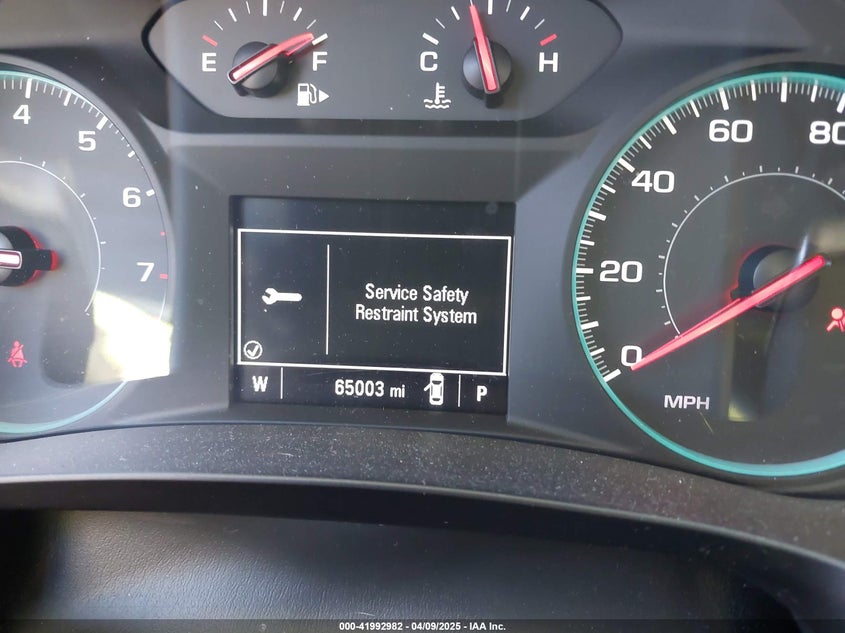 E F
C H
4
5
6
7
20
40
60
80
0
MPH
Service Safety
Restraint System
W 65003 mi P
000-41992982 - 04/09/2025 - IAA Inc.